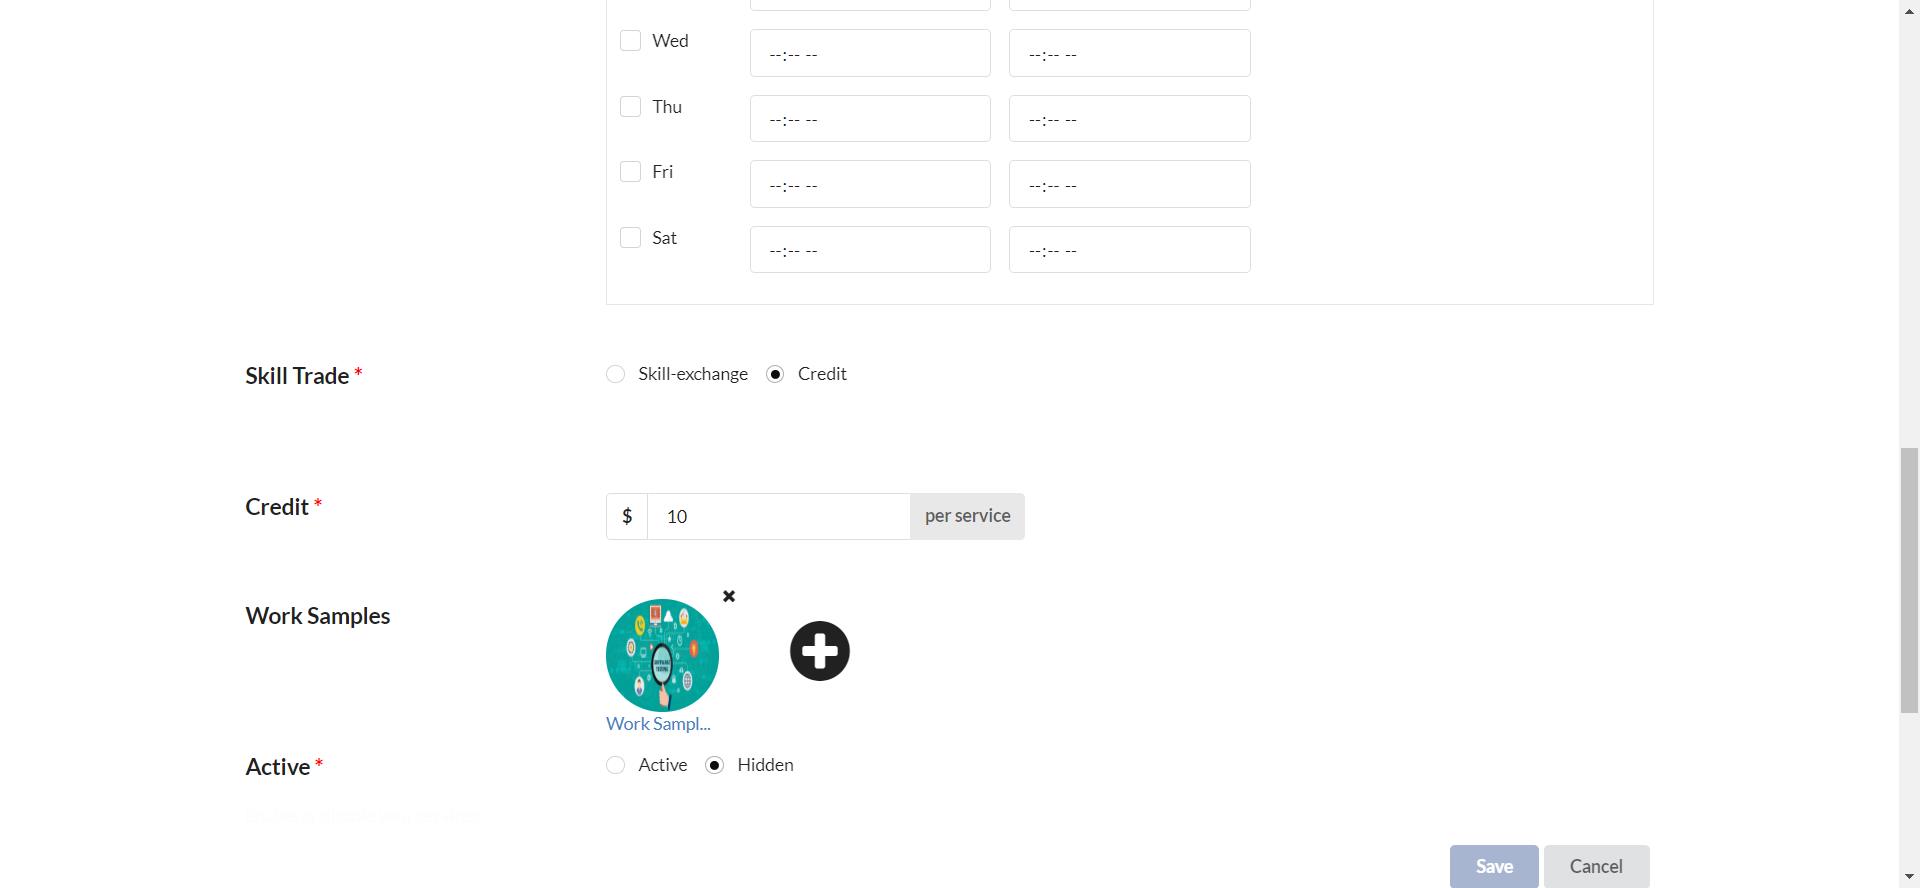 Wed --:-- -- --:-- --
Thu --:-- -- --:-- --
Fri --:-- -- --:-- --
Sat --:-- -- --:-- --
Skill Trade * Skill-exchange Credit
Credit * $ 10 per service
Work Samples
Work Sampl...
Active * Active Hidden
Save Cancel